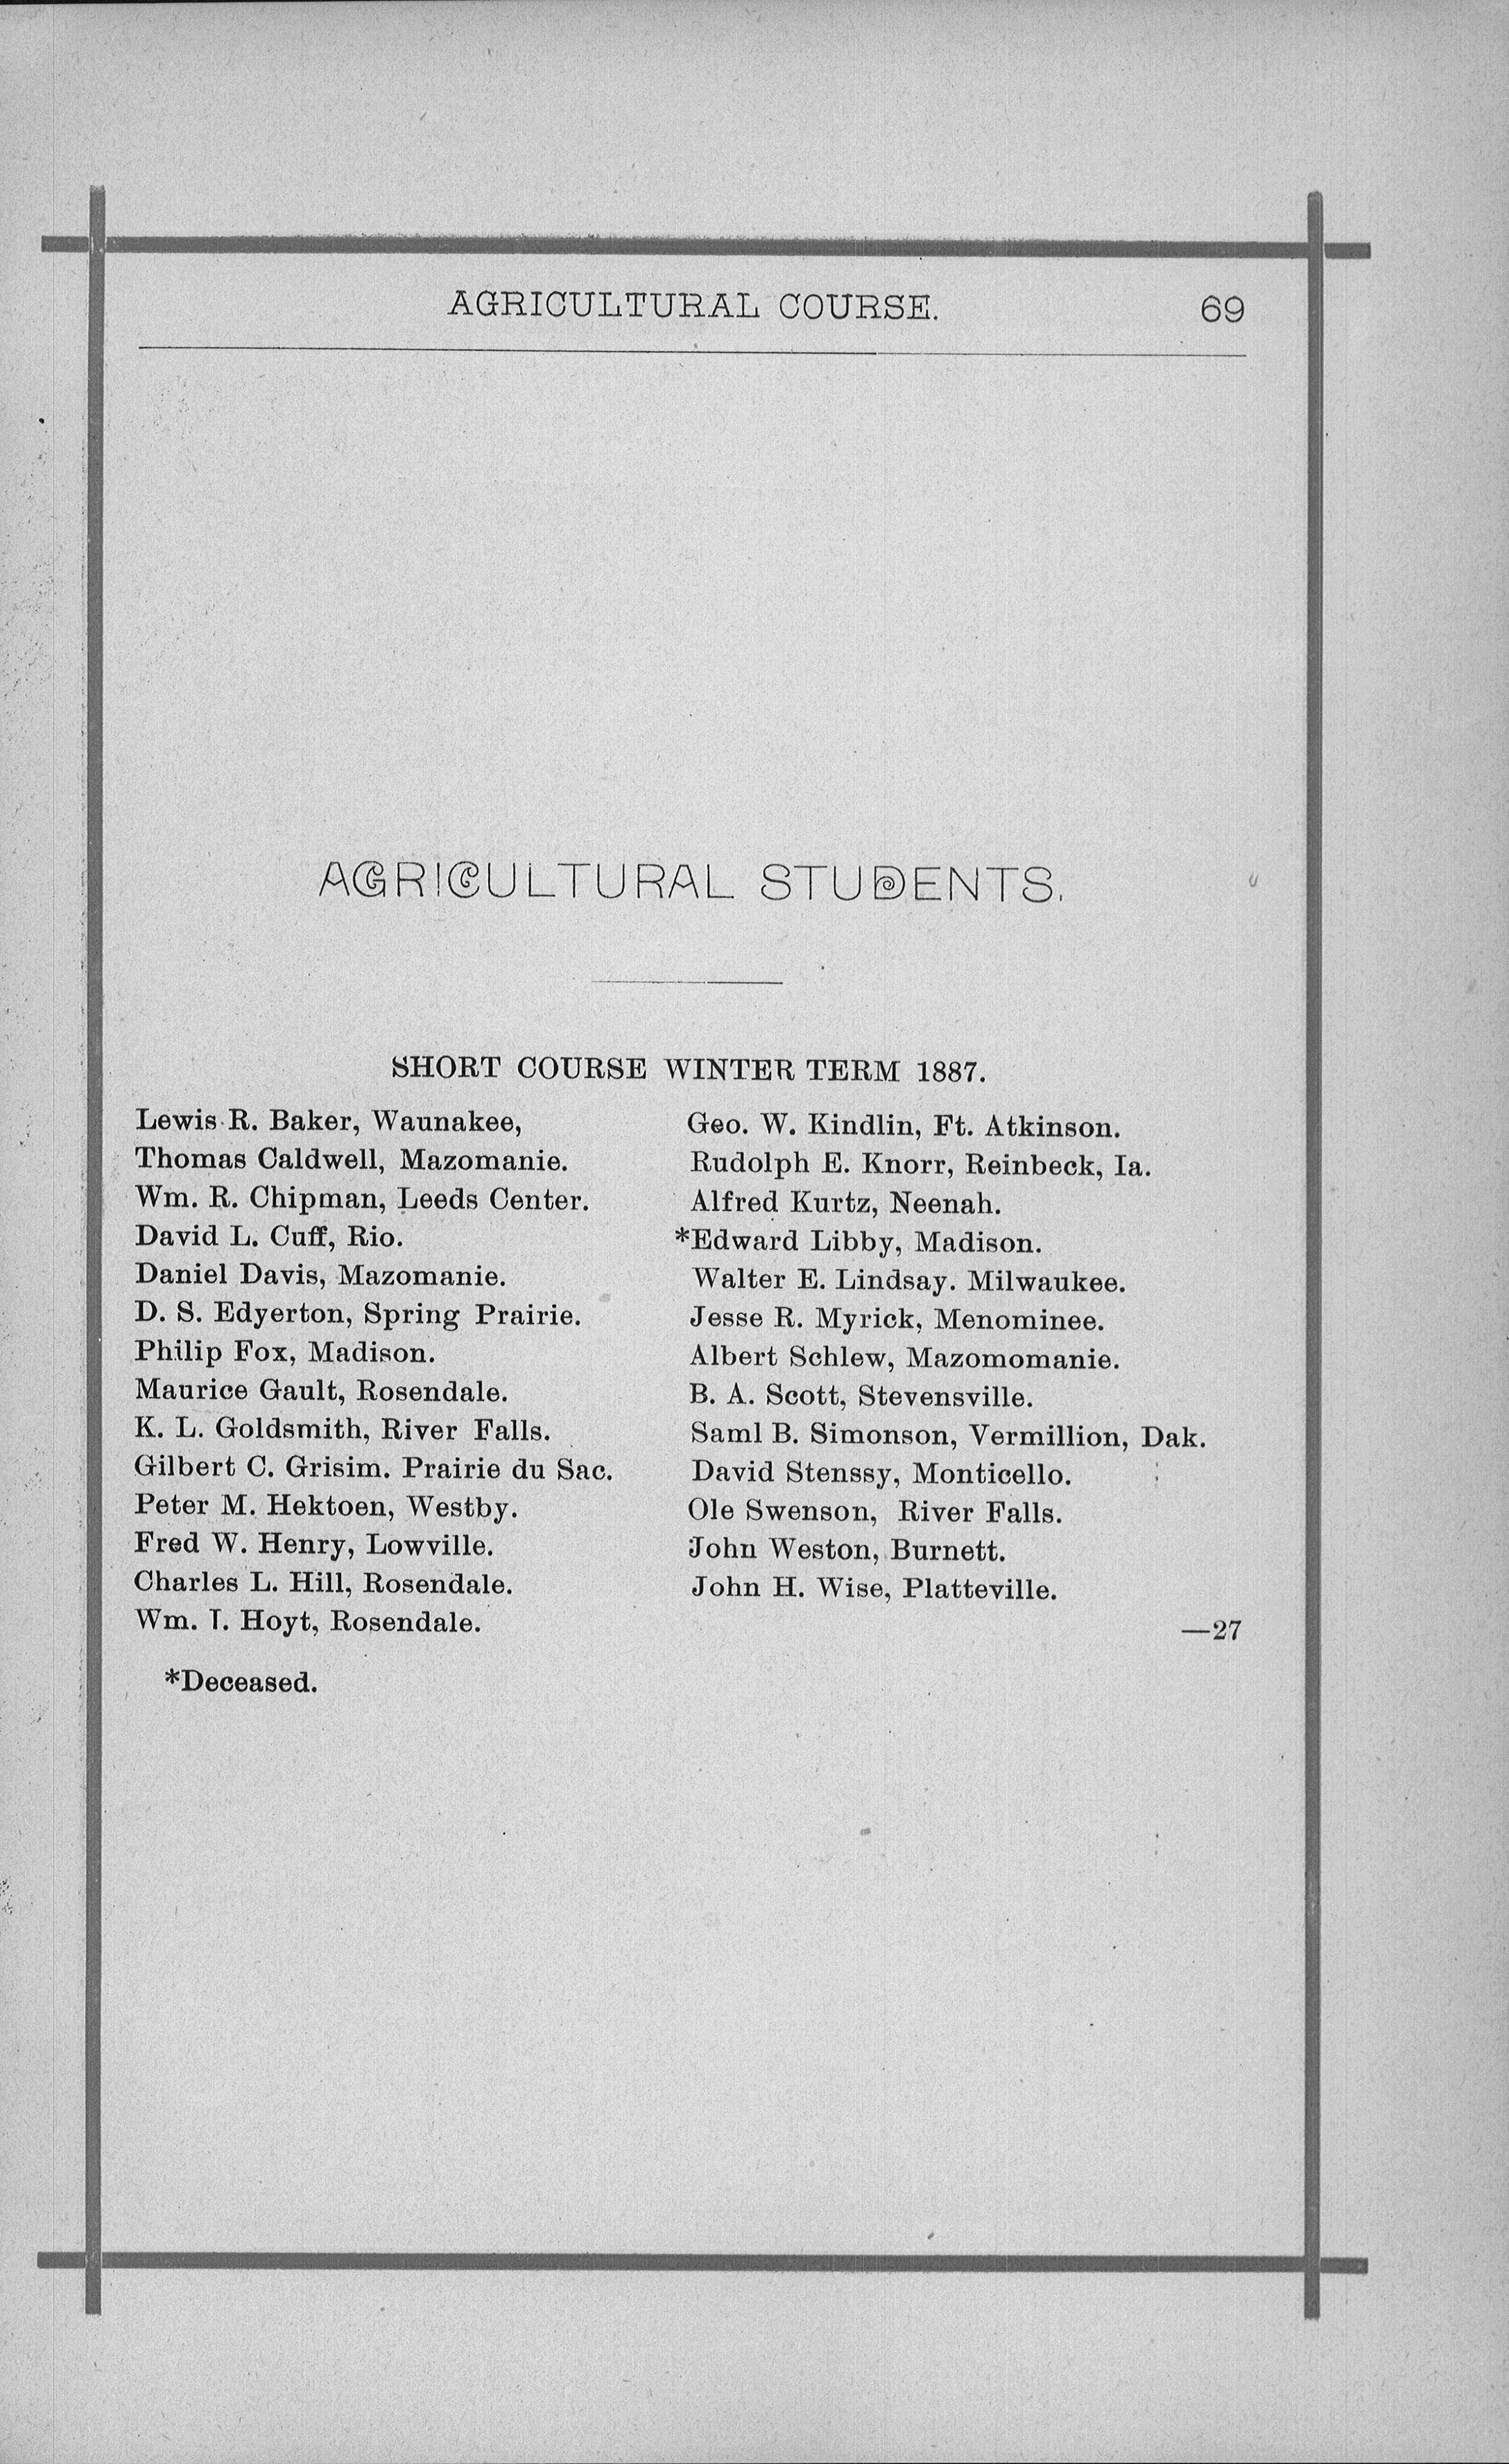 AGRICULTURAL COURSE. 69
AGRICULTURAL STUDENTS.
SHORT COURSE WINTER TERM 1887.
Lewis R. Baker, Waunakee,
Thomas Caldwell, Mazomanie.
Wm. R. Chipman, Leeds Center.
David L. Cuff, Rio.
Daniel Davis, Mazomanie.
D. S. Edyerton, Spring Prairie.
Philip Fox, Madison.
Maurice Gault, Rosendale.
K. L. Goldsmith, River Falls.
Gilbert C. Grisim. Prairie du Sac.
Peter M. Hektoen, Westby.
Fred W. Henry, Lowville.
Charles L. Hill, Rosendale.
Wm. T. Hoyt, Rosendale.
Geo. W. Kindlin, Ft. Atkinson.
Rudolph E. Knorr, Reinbeck, Ia.
Alfred Kurtz, Neenah.
*Edward Libby, Madison.
Walter E. Lindsay. Milwaukee.
Jesse R. Myrick, Menominee.
Albert Schlew, Mazomomanie.
B. A. Scott, Stevensville.
Saml B. Simonson, Vermillion, Dak.
David Stenssy, Monticello.
Ole Swenson, River Falls.
John Weston, Burnett.
John H. Wise, Platteville.
—27
*Deceased.